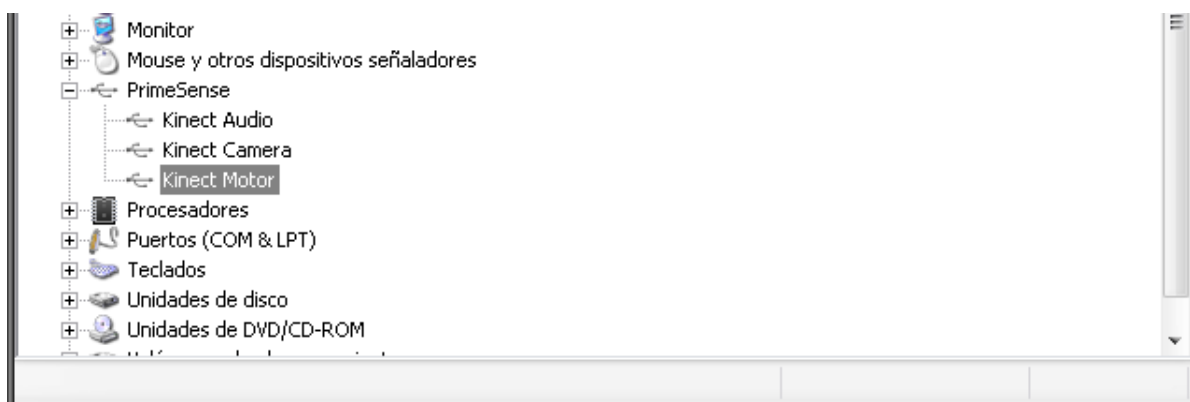 Monitor
Mouse y otros dispositivos señaladores
PrimeSense
Kinect Audio
Kinect Camera
Kinect Motor
Procesadores
Puertos (COM & LPT)
Teclados
Unidades de disco
Unidades de DVD/CD-ROM